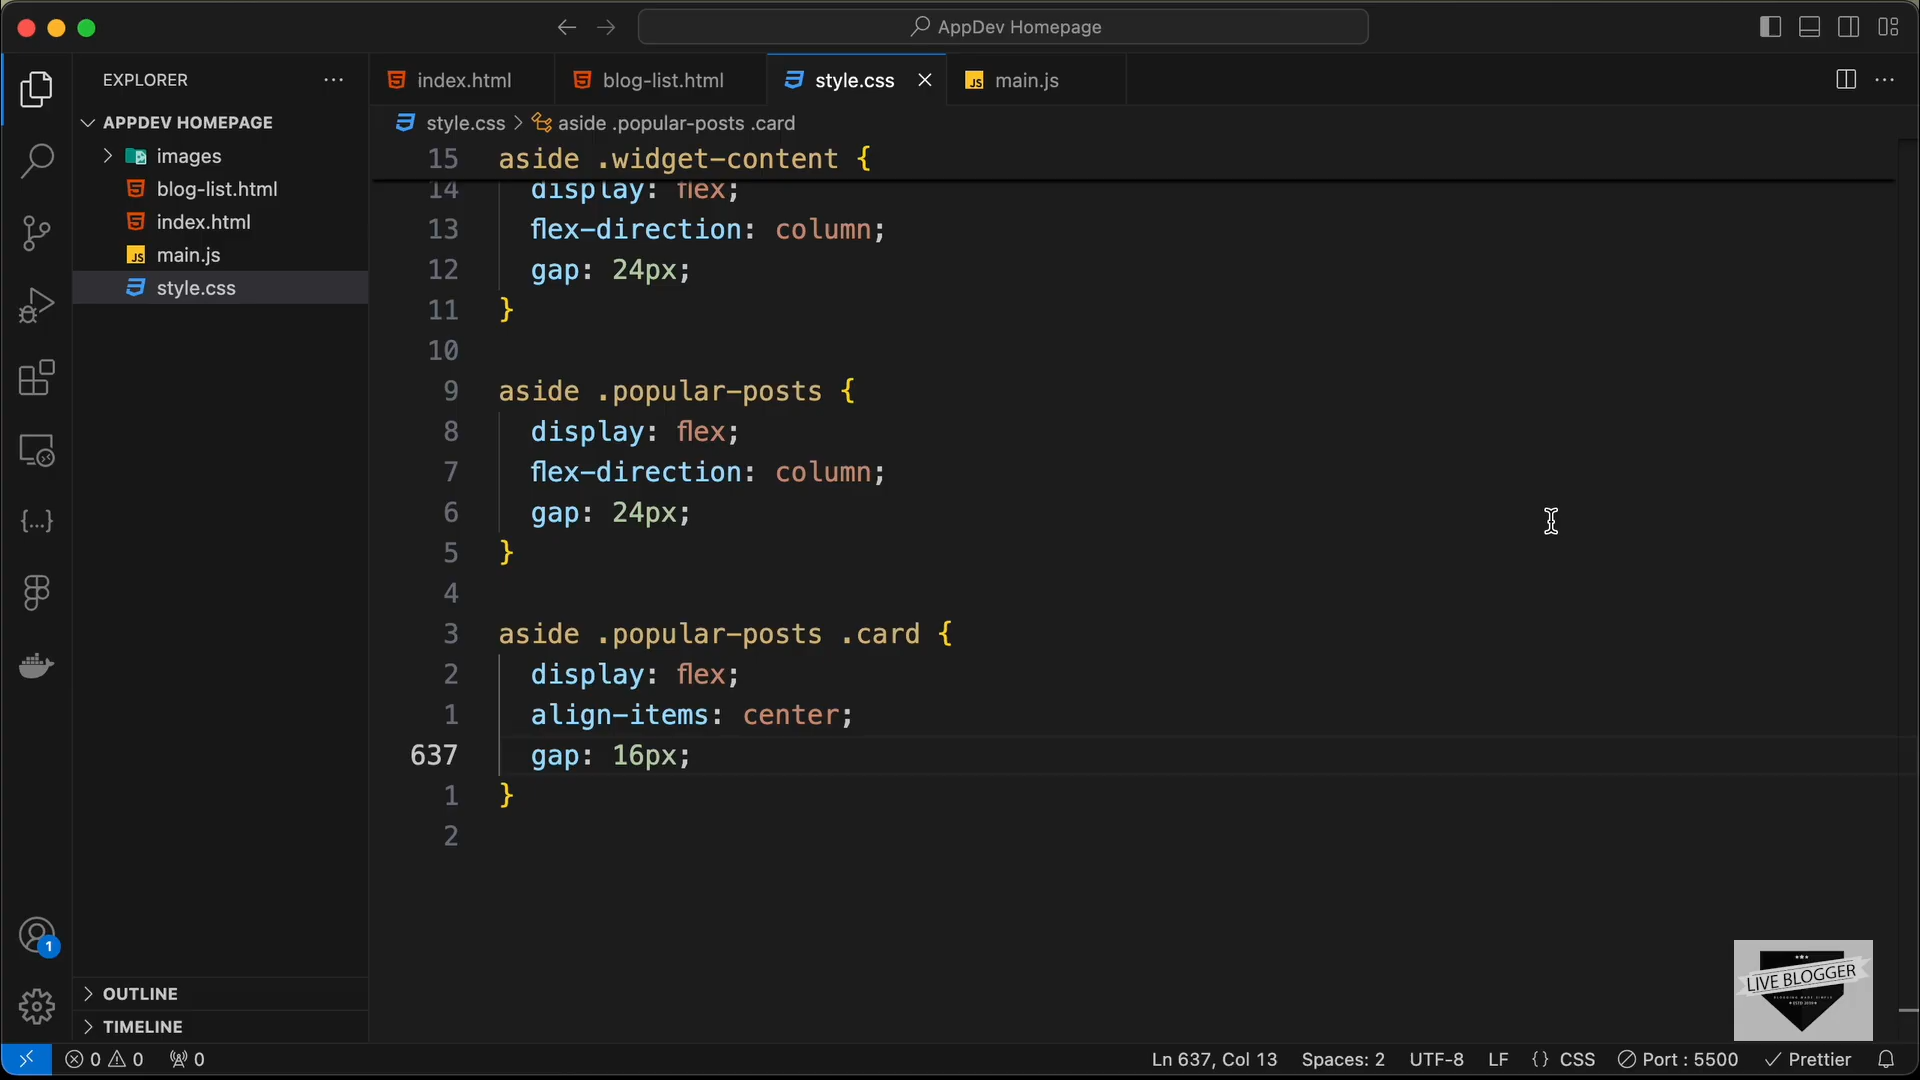 AppDev Homepage
EXPLORER
APPDEV HOMEPAGE
images
blog-list.html
index.html
main.js
style.css
OUTLINE
TIMELINE
index.html
blog-list.html
style.css
main.js
style.css > aside .popular-posts .card
15 aside .widget-content {
14 display: flex;
13 flex-direction: column;
12 gap: 24px;
11 }
10
9 aside .popular-posts {
8 display: flex;
7 flex-direction: column;
6 gap: 24px;
5 }
4
3 aside .popular-posts .card {
2 display: flex;
1 align-items: center;
637 gap: 16px;
1 }
2
1
LIVE BLOGGER
0 0 0 Ln 637, Col 13 Spaces: 2 UTF-8 LF {} CSS Port : 5500 Prettier